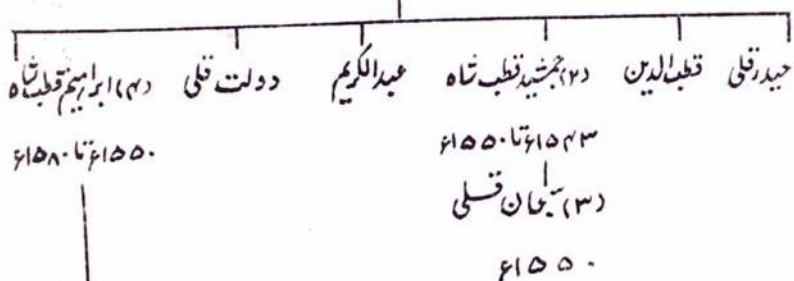 حیدر قلی قطب الدین (۲) جمشید قطب شاہ عبدالکریم دولت قلی (۴) ابراہیم قطب شاہ
۱۵۴۳ء تا ۱۵۵۰ء ۱۵۵۰ء تا ۱۵۸۰ء
(۳) سبحان قلی
۱۵۵۰ء